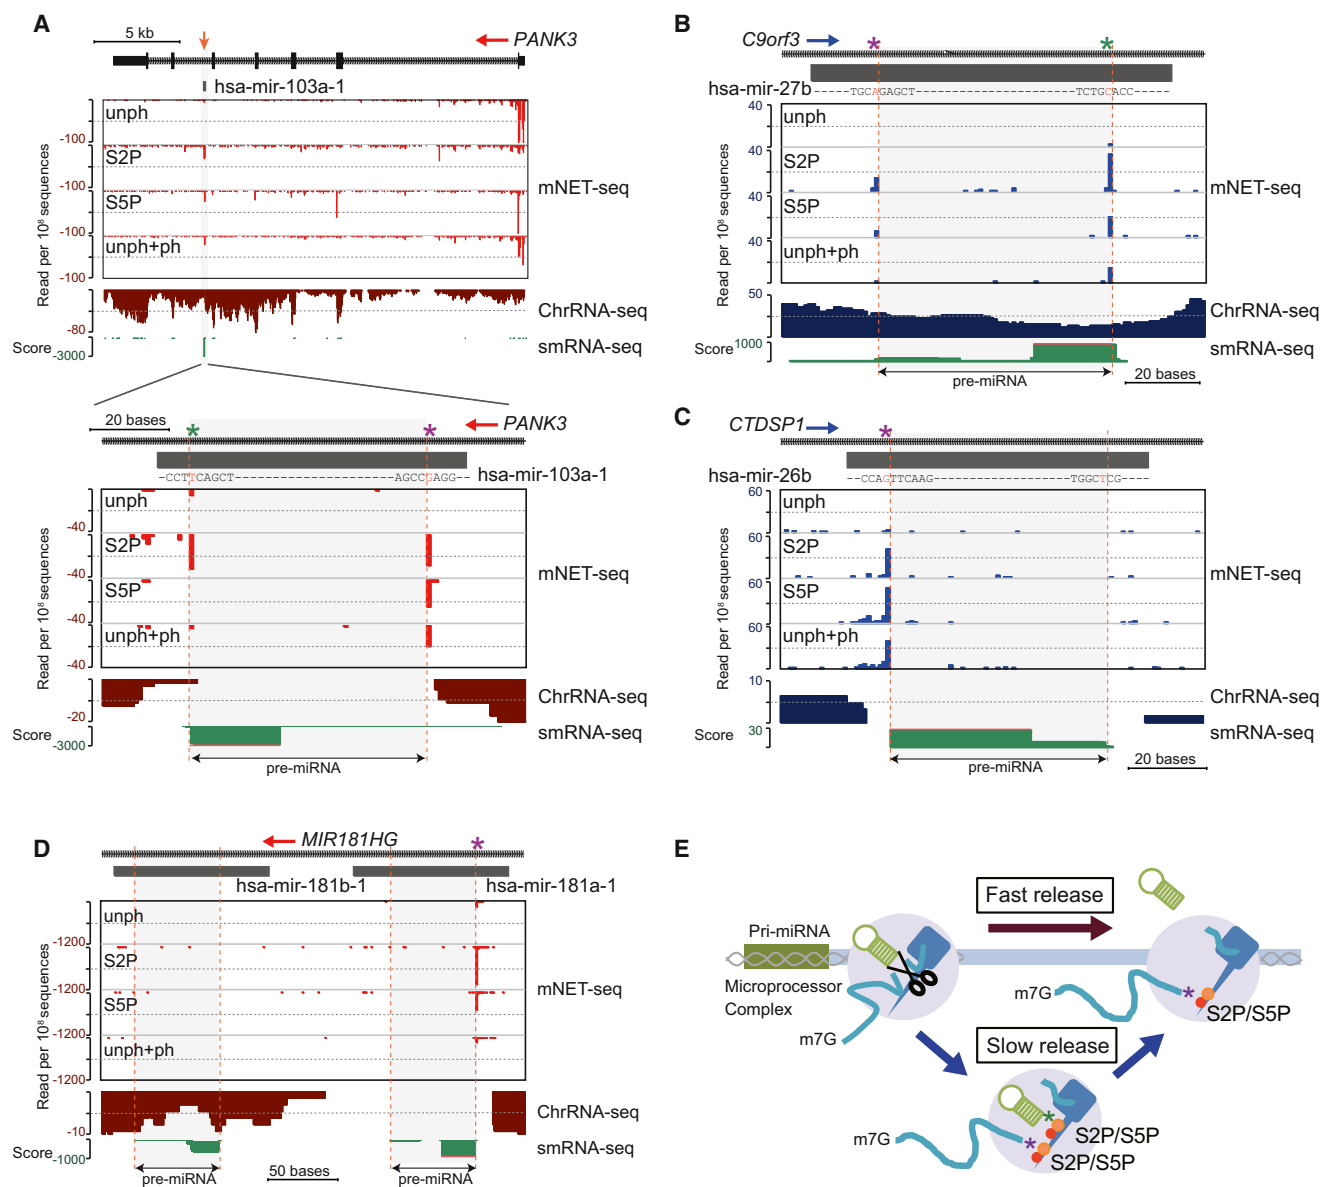 A
5 kb
PANK3
hsa-mir-103a-1
unph
-100
S2P
-100
S5P
-100
unph+ph
-100
Read per 10⁸ sequences
mNET-seq
-80
ChrRNA-seq
Score
-3000
smRNA-seq
20 bases
*
*
PANK3
-CCTTCAGCT
AGCCGAGG--
hsa-mir-103a-1
unph
-40
S2P
-40
S5P
-40
unph+ph
-40
Read per 10⁸ sequences
mNET-seq
ChrRNA-seq
-20
Score
-3000
smRNA-seq
pre-miRNA
B
C9orf3
*
*
hsa-mir-27b
------TGCAGAGCT
TCTGCACC-----
40
unph
40
S2P
40
S5P
40
unph+ph
Read per 10⁸ sequences
mNET-seq
50
ChrRNA-seq
Score
1000
smRNA-seq
pre-miRNA
20 bases
C
CTDSP1
*
hsa-mir-26b
--CCAGTTCAAG
TGGCTCG----
60
unph
60
S2P
60
S5P
60
unph+ph
Read per 10⁸ sequences
mNET-seq
10
ChrRNA-seq
Score
30
smRNA-seq
pre-miRNA
20 bases
D
MIR181HG
*
hsa-mir-181b-1
hsa-mir-181a-1
unph
-1200
S2P
-1200
S5P
-1200
unph+ph
-1200
Read per 10⁸ sequences
mNET-seq
ChrRNA-seq
-10
Score
-1000
smRNA-seq
pre-miRNA
50 bases
pre-miRNA
E
Fast release
Pri-miRNA
Microprocessor
Complex
m7G
m7G
*
S2P/S5P
Slow release
m7G
*
*
S2P/S5P
S2P/S5P